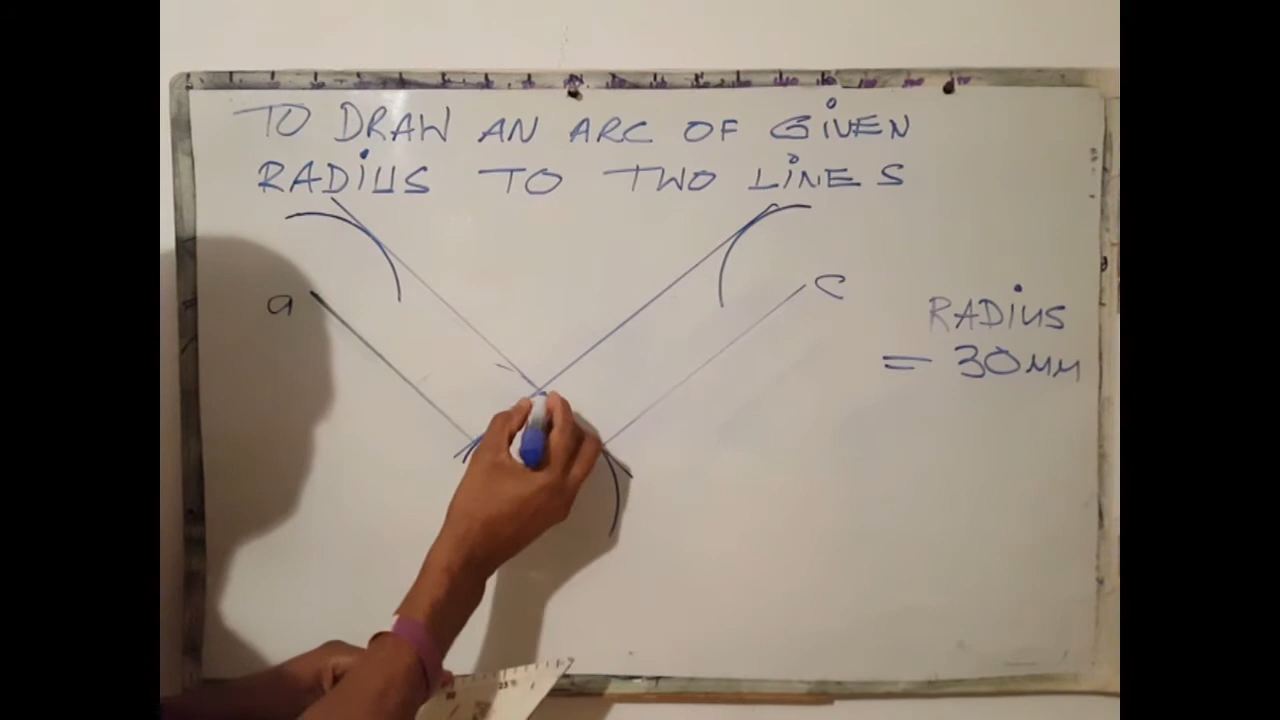 TO DRAW AN ARC OF GIVEN
RADIUS TO TWO LINES
a
C
RADIUS
= 30mm